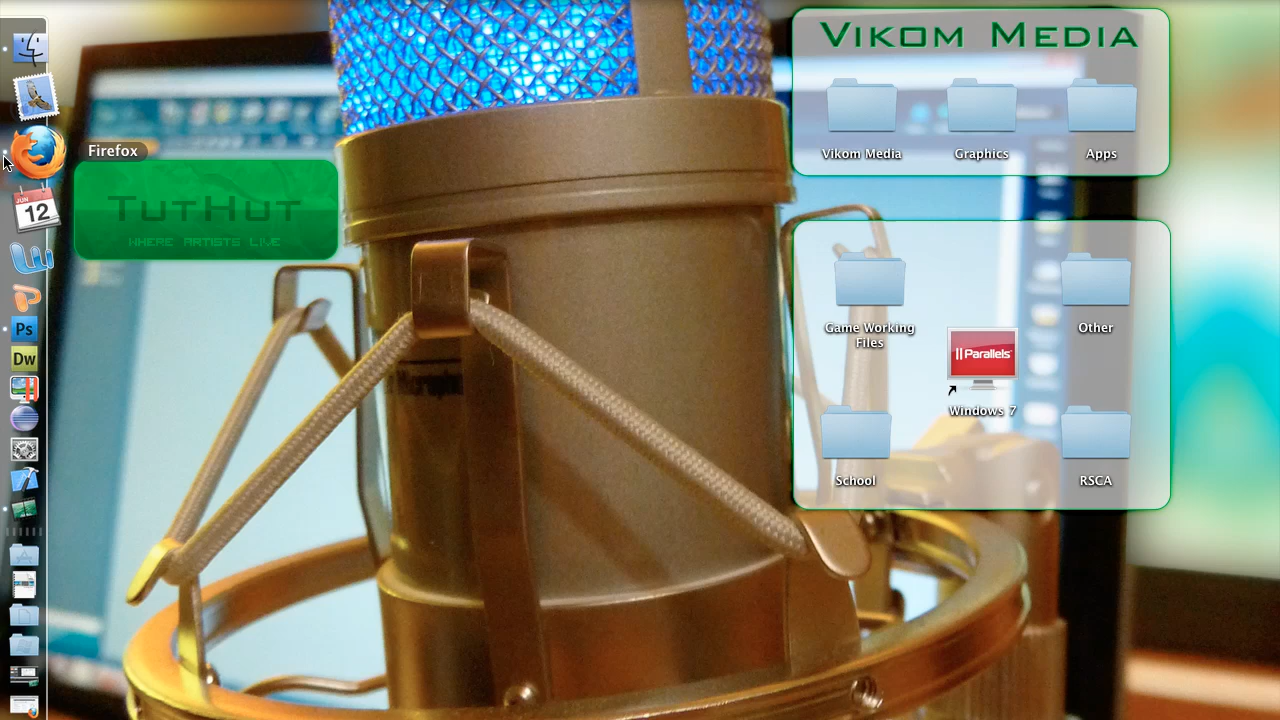 Vikom Media
Vikom Media
Graphics
Apps
Firefox
TutHut
where artists live
JUN
12
Ps
Dw
Game Working
Files
Other
Parallels
Windows 7
School
RSCA